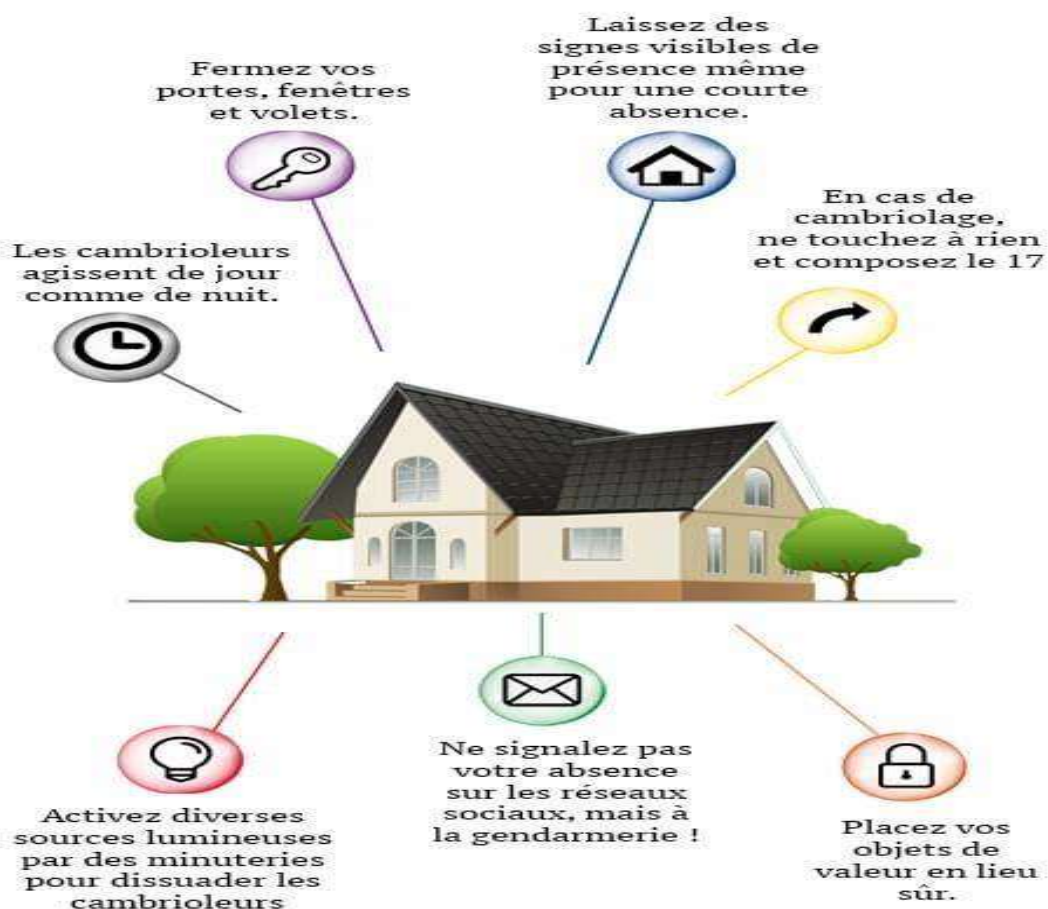 Laissez des
signes visibles de
présence même
pour une courte
absence.
Fermez vos
portes, fenêtres
et volets.
En cas de
cambriolage,
ne touchez à rien
et composez le 17
Les cambrioleurs
agissent de jour
comme de nuit.
Activez diverses
sources lumineuses
par des minuteries
pour dissuader les
cambrioleurs
Ne signalez pas
votre absence
sur les réseaux
sociaux, mais à
la gendarmerie !
Placez vos
objets de
valeur en lieu
sûr.